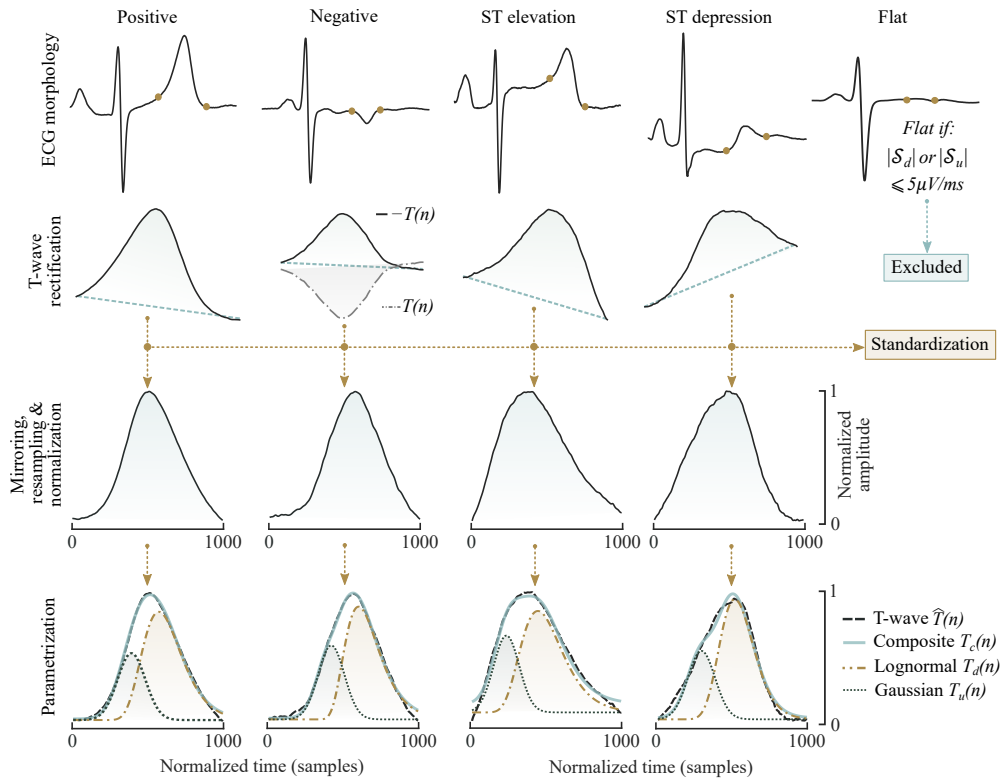 Positive
Negative
ST elevation
ST depression
Flat
ECG morphology
Flat if:
|𝒮d| or |𝒮u|
⩽ 5μV/ms
T-wave
rectification
−T(n)
T(n)
Excluded
Standardization
Mirroring,
resampling &
normalization
1
Normalized
amplitude
0
0 1000 0 1000 0 1000 0 1000
Parametrization
1
T-wave T̂(n)
Composite Tc(n)
Lognormal Td(n)
Gaussian Tu(n)
0
0 1000 0 1000 0 1000 0 1000
Normalized time (samples)
Normalized time (samples)